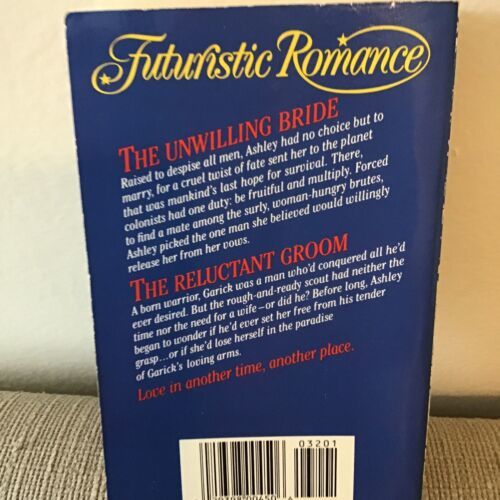 Futuristic Romance
THE UNWILLING BRIDE
Raised to despise all men, Ashley had no choice but to
marry, for a cruel twist of fate sent her to the planet
that was mankind's last hope for survival. There,
colonists had one duty: be fruitful and multiply. Forced
to find a mate among the surly, woman-hungry brutes,
Ashley picked the one man she believed would willingly
release her from her vows.
THE RELUCTANT GROOM
A born warrior, Garick was a man who'd conquered all he'd
ever desired. But the rough-and-ready scout had neither the
time nor the need for a wife–or did he? Before long, Ashley
began to wonder if he'd ever set her free from his tender
grasp...or if she'd lose herself in the paradise
of Garick's loving arms.
Love in another time, another place.
03201